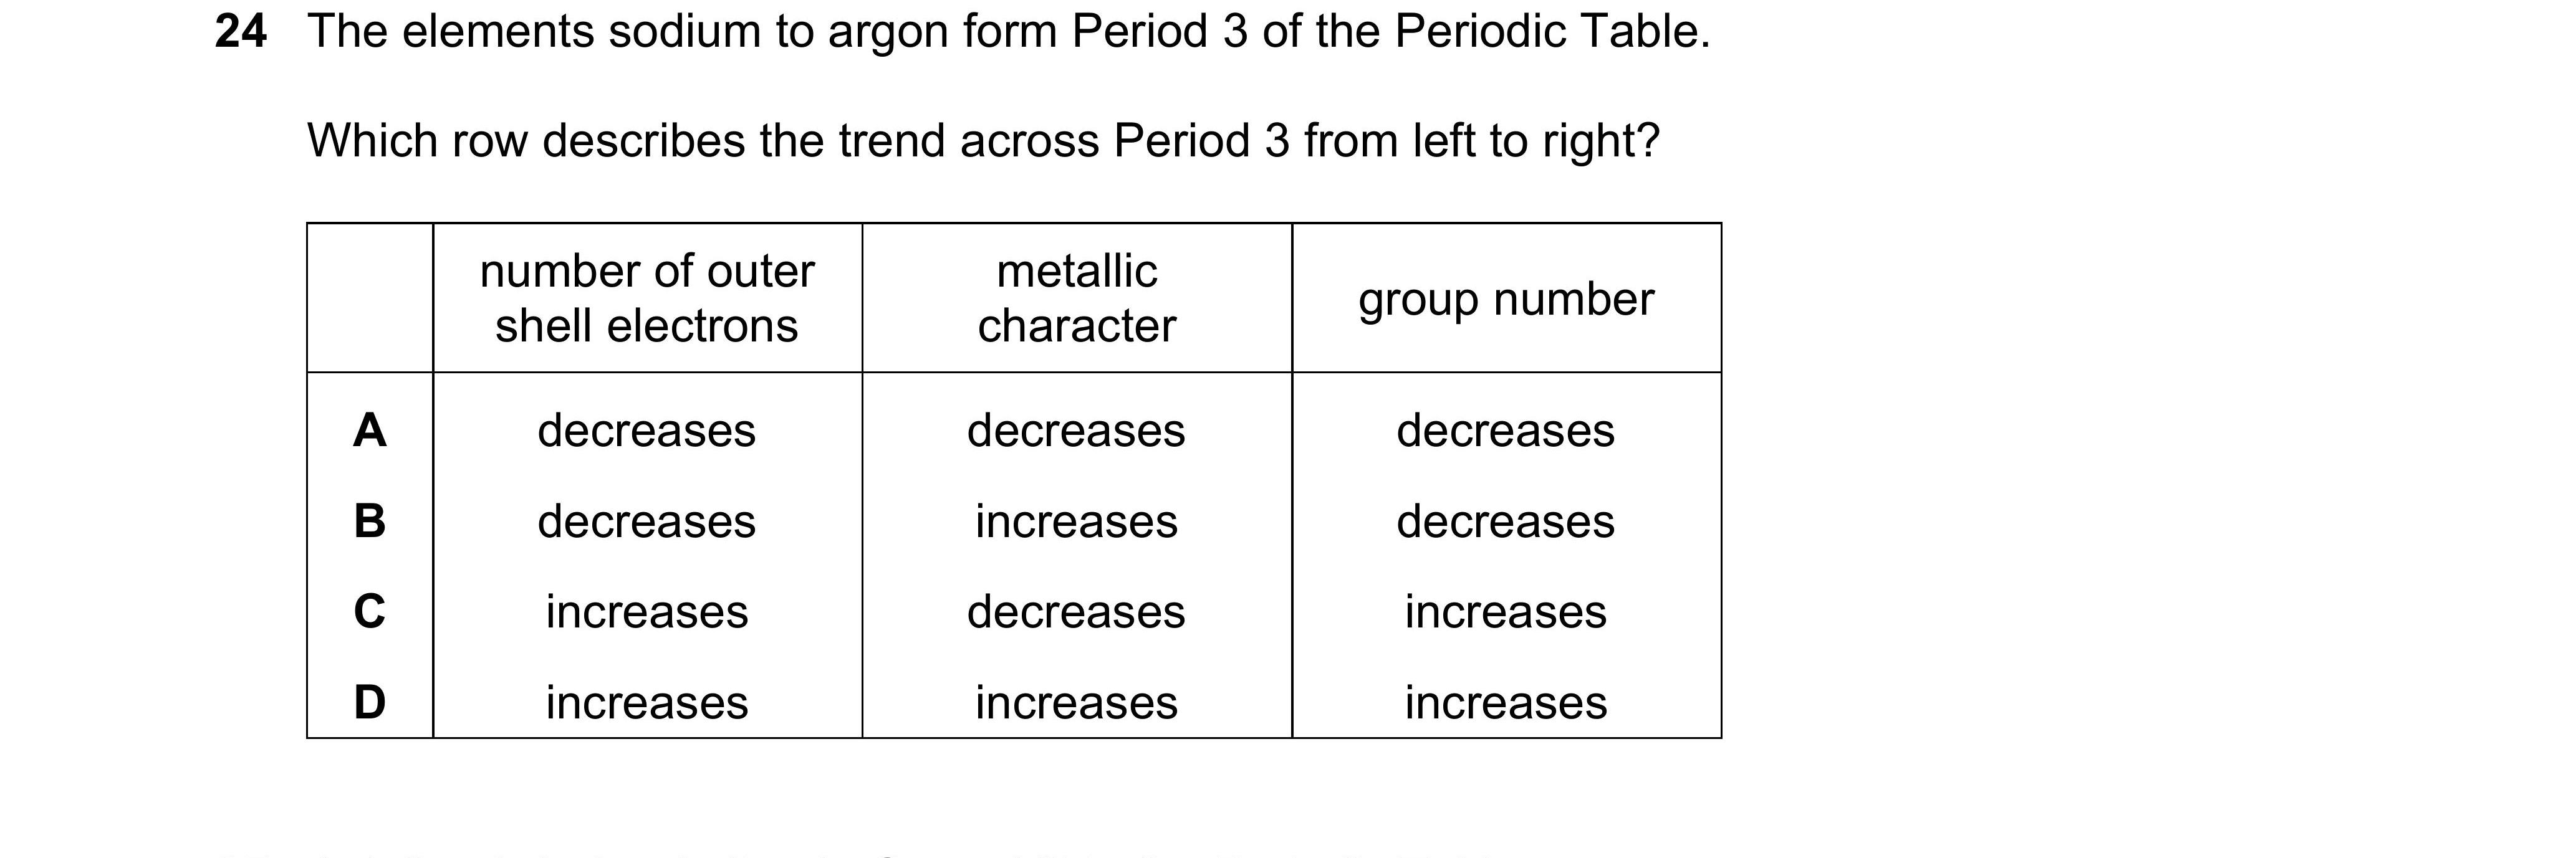 24 The elements sodium to argon form Period 3 of the Periodic Table.
Which row describes the trend across Period 3 from left to right?
number of outer shell electrons metallic character group number
A decreases decreases decreases
B decreases increases decreases
C increases decreases increases
D increases increases increases